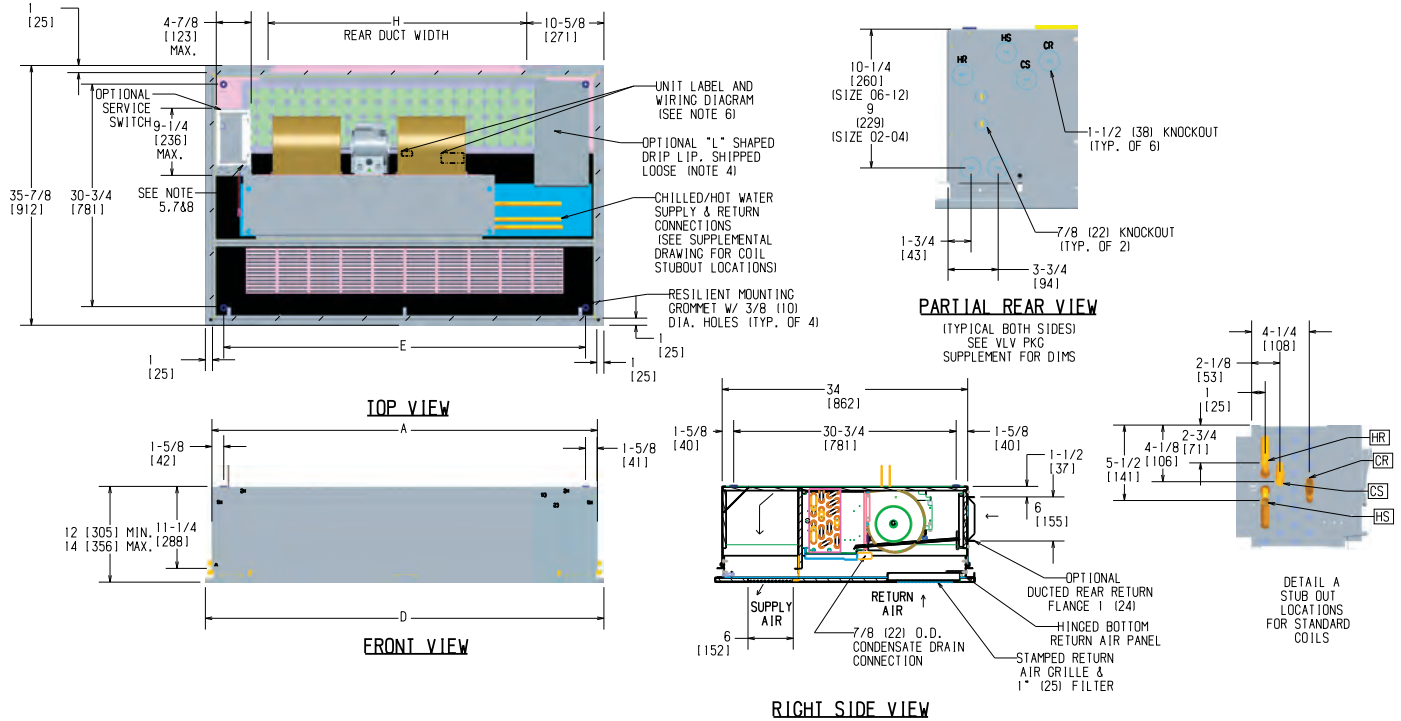 1
[25]
4-7/8
[123]
MAX.
H
REAR DUCT WIDTH
10-5/8
[271]
OPTIONAL
SERVICE
SWITCH
9-1/4
[236]
MAX.
35-7/8
[912]
30-3/4
[781]
SEE NOTE
5,7&8
UNIT LABEL AND
WIRING DIAGRAM
(SEE NOTE 6)
OPTIONAL "L" SHAPED
DRIP LIP. SHIPPED
LOOSE (NOTE 4)
CHILLED/HOT WATER
SUPPLY & RETURN
CONNECTIONS
(SEE SUPPLEMENTAL
DRAWING FOR COIL
STUBOUT LOCATIONS)
RESILIENT MOUNTING
GROMMET W/ 3/8 (10)
DIA. HOLES (TYP. OF 4)
1
[25]
E
1
[25]
1
[25]
TOP VIEW
10-1/4
[260]
(SIZE 06-12)
9
(229)
(SIZE 02-04)
HR
HS
CS
CR
1-1/2 (38) KNOCKOUT
(TYP. OF 6)
7/8 (22) KNOCKOUT
(TYP. OF 2)
1-3/4
[43]
3-3/4
[94]
PARTIAL REAR VIEW
(TYPICAL BOTH SIDES)
SEE VLV PKG
SUPPLEMENT FOR DIMS
A
1-5/8
[42]
1-5/8
[41]
12 [305] MIN.
14 [356] MAX.
11-1/4
[288]
D
FRONT VIEW
34
[862]
1-5/8
[40]
30-3/4
[781]
1-5/8
[40]
1-1/2
[37]
6
[155]
SUPPLY
AIR
RETURN
AIR
6
[152]
7/8 (22) O.D.
CONDENSATE DRAIN
CONNECTION
OPTIONAL
DUCTED REAR RETURN
FLANGE 1 (24)
HINGED BOTTOM
RETURN AIR PANEL
STAMPED RETURN
AIR GRILLE &
1" (25) FILTER
RIGHT SIDE VIEW
4-1/4
[108]
2-1/8
[53]
1
[25]
2-3/4
[71]
4-1/8
[106]
5-1/2
[141]
HR
CR
CS
HS
DETAIL A
STUB OUT
LOCATIONS
FOR STANDARD
COILS